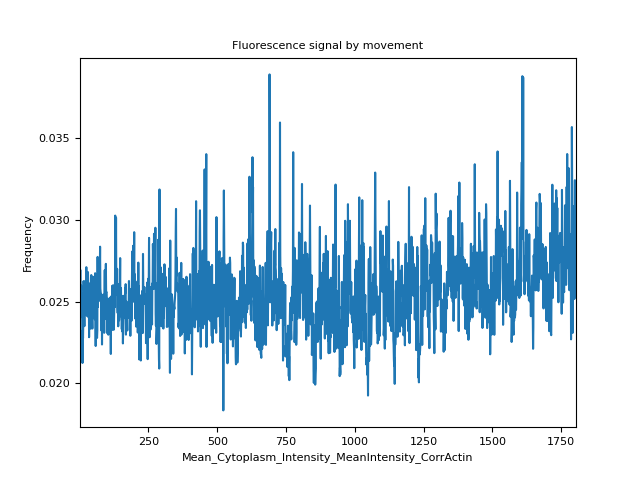 Fluorescence signal by movement
Frequency
0.035
0.030
0.025
0.020
250 500 750 1000 1250 1500 1750
Mean_Cytoplasm_Intensity_MeanIntensity_CorrActin